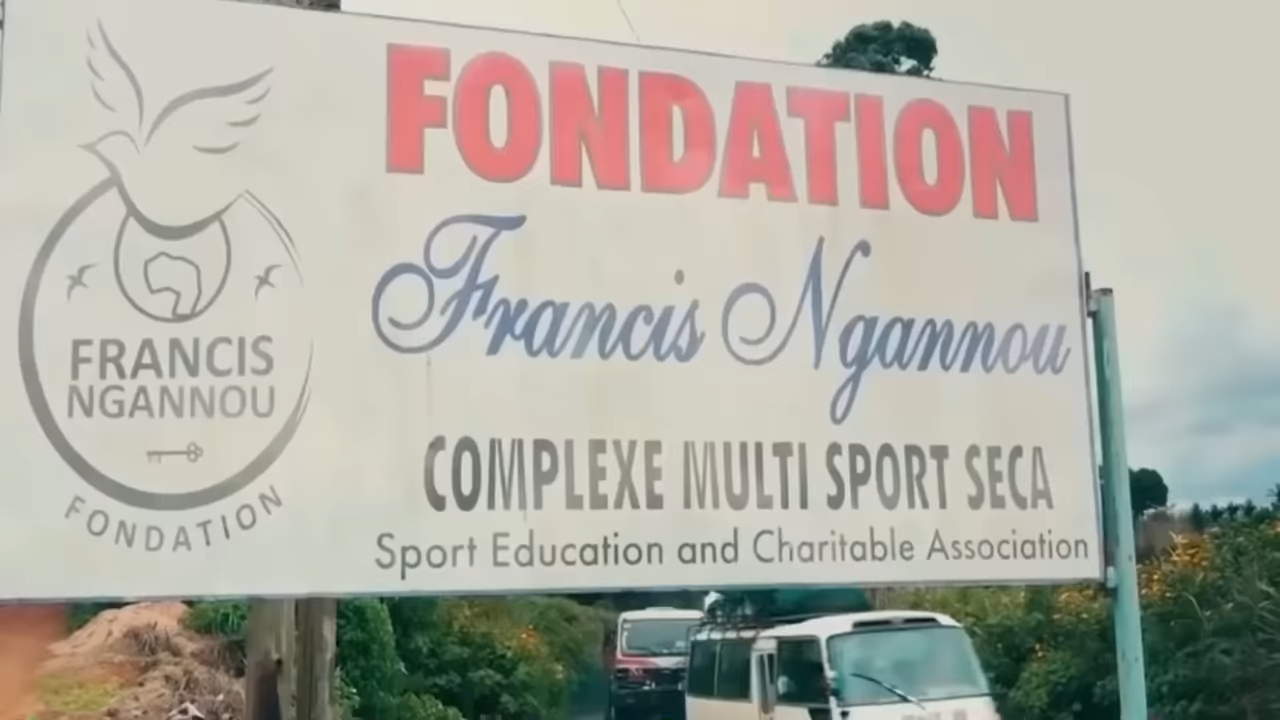 FRANCIS
NGANNOU
FONDATION
FONDATION
Francis Ngannou
COMPLEXE MULTI SPORT SECA
Sport Education and Charitable Association